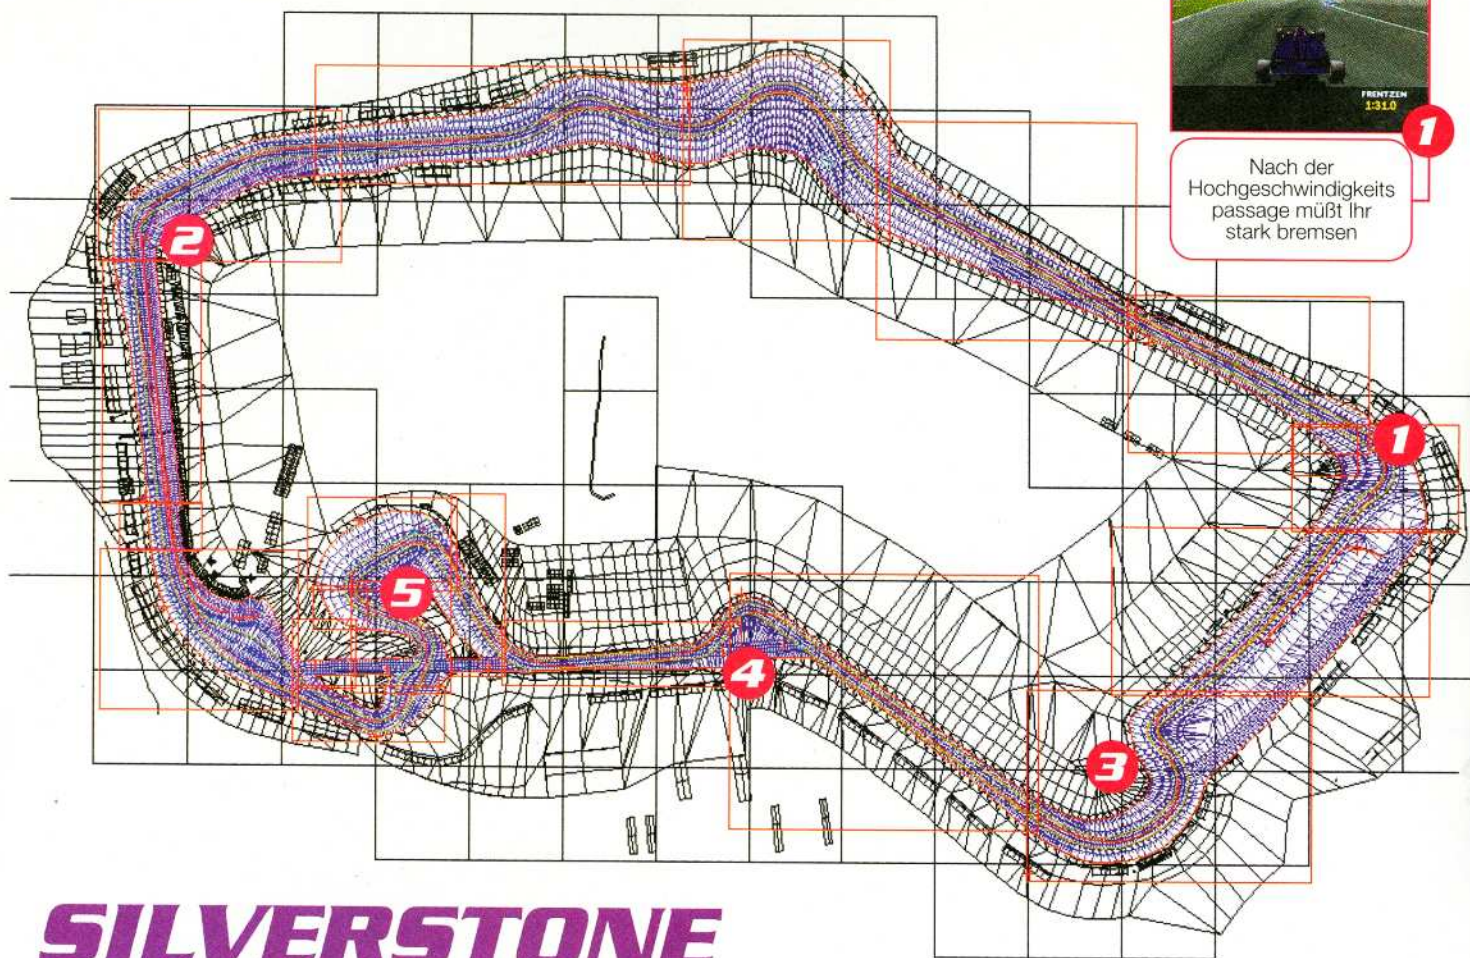 FRENTZEN
1:31.0
1
Nach der
Hochgeschwindigkeits
passage müßt Ihr
stark bremsen
2
1
5
4
3
SILVERSTONE